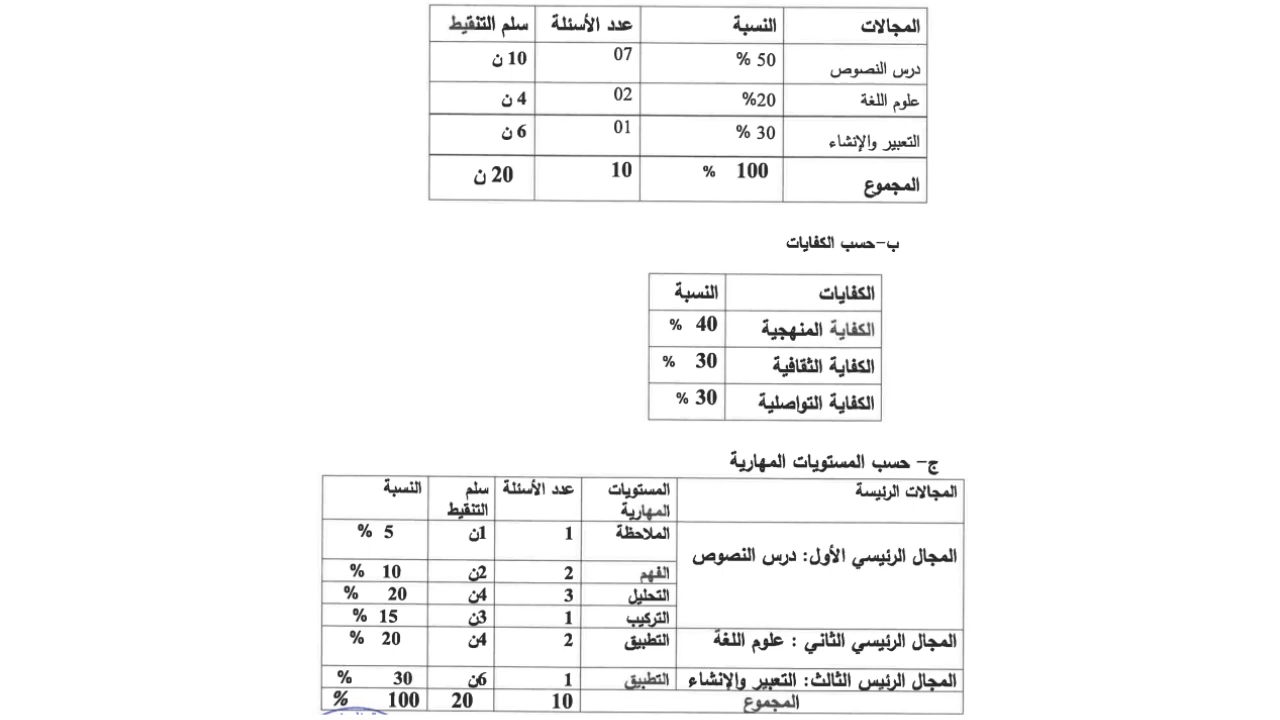 المجالات النسبة عدد الأسئلة سلم التنقيط
درس النصوص 50 % 07 10 ن
علوم اللغة 20% 02 4 ن
التعبير والإنشاء 30 % 01 6 ن
المجموع 100 % 10 20 ن
ب-حسب الكفايات
الكفايات النسبة
الكفاية المنهجية 40 %
الكفاية الثقافية 30 %
الكفاية التواصلية 30 %
ج- حسب المستويات المهارية
المجالات الرئيسة المستويات المهارية عدد الأسئلة سلم التنقيط النسبة
المجال الرئيسي الأول: درس النصوص الملاحظة 1 1ن 5 %
الفهم 2 2ن 10 %
التحليل 3 4ن 20 %
التركيب 1 3ن 15 %
المجال الرئيسي الثاني : علوم اللغة التطبيق 2 4ن 20 %
المجال الرئيس الثالث: التعبير والإنشاء التطبيق 1 6ن 30 %
المجموع 10 20 100 %